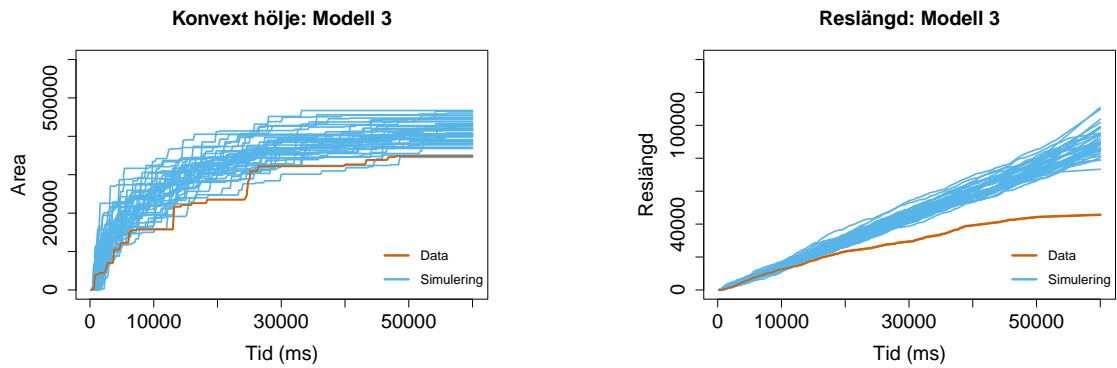 Konvext hölje: Modell 3
Area
0
200000
500000
Data
Simulering
0
10000
30000
50000
Tid (ms)
Reslängd: Modell 3
Reslängd
0
40000
100000
Data
Simulering
0
10000
30000
50000
Tid (ms)